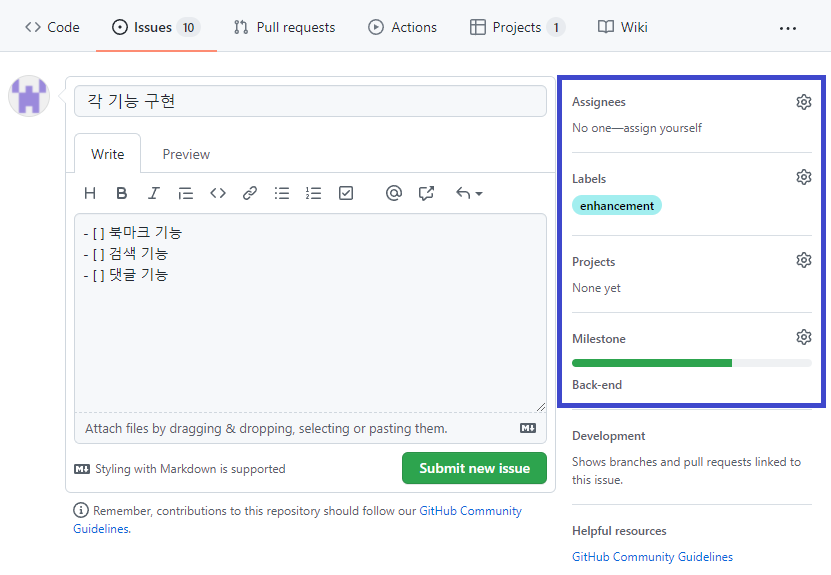 Code Issues 10 Pull requests Actions Projects 1 Wiki
각 기능 구현
Write Preview
- [ ] 북마크 기능
- [ ] 검색 기능
- [ ] 댓글 기능
Attach files by dragging & dropping, selecting or pasting them.
Styling with Markdown is supported
Submit new issue
Remember, contributions to this repository should follow our GitHub Community
Guidelines.
Assignees
No one—assign yourself
Labels
enhancement
Projects
None yet
Milestone
Back-end
Development
Shows branches and pull requests linked to
this issue.
Helpful resources
GitHub Community Guidelines